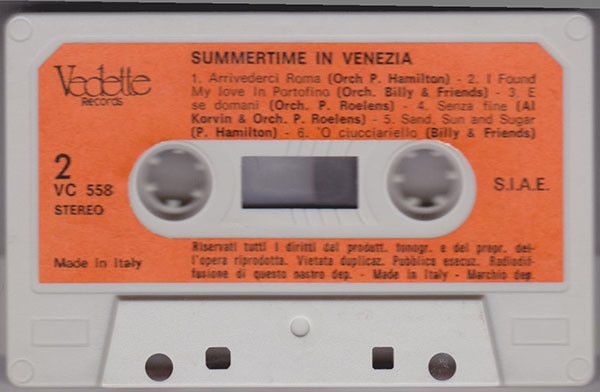 Vedette
Records
SUMMERTIME IN VENEZIA
1. Arrivederci Roma (Orch P. Hamilton) - 2. I Found
My love In Portofino (Orch. Billy & Friends) - 3. E
se domani (Orch. P. Roelens) - 4. Senza fine (Al
Korvin & Orch. P. Roelens) - 5. Sand, Sun and Sugar
(P. Hamilton) - 6. 'O ciucciariello (Billy & Friends)
2
VC 558
STEREO
S.I.A.E.
Made in Italy
Riservati tutti i diritti del produtt. fonogr. e del propr. del-
l'opera riprodotta. Vietata duplicaz. Pubblica esecuz. Radiodif-
fusione di questo nastro dep. - Made in Italy - Marchio dep.